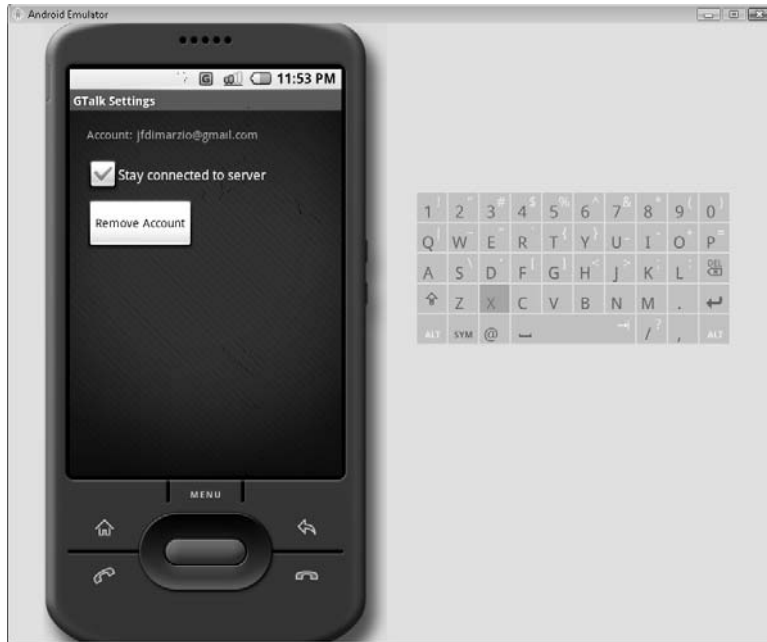 Android Emulator
G 11:53 PM
GTalk Settings
Account: jfdimarzio@gmail.com
Stay connected to server
Remove Account
MENU
1 2 3 # 4 $ 5 % 6 ^ 7 & 8 * 9 ( 0 )
Q W E R T { Y } U I O + P =
A S \ D F G H < J > K L DEL
Z X C V B N M .
ALT SYM @ / ? , ALT